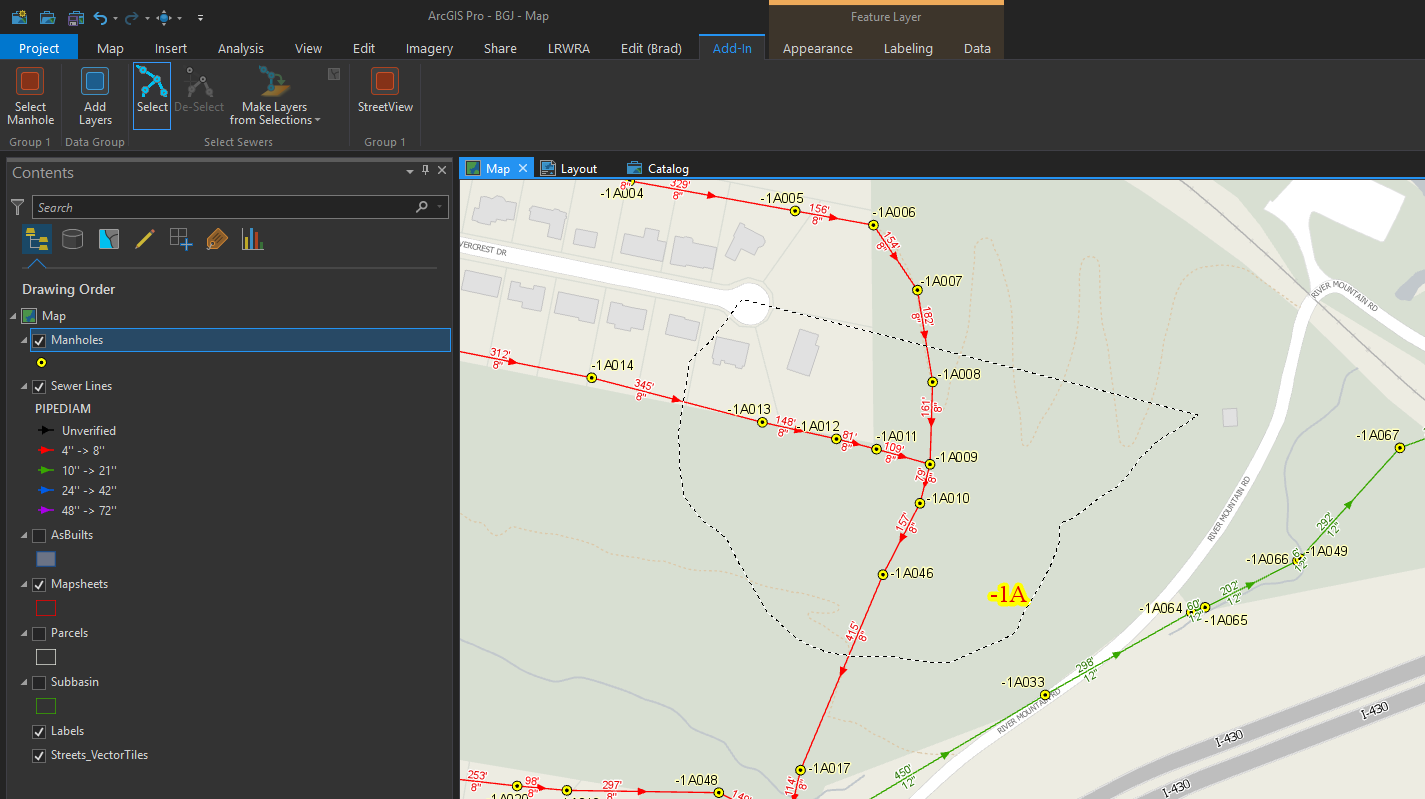 ArcGIS Pro - BGJ - Map
Feature Layer
Project Map Insert Analysis View Edit Imagery Share LRWRA Edit (Brad) Add-In Appearance Labeling Data
Select Manhole
Add Layers
Select
De-Select
Make Layers from Selections
StreetView
Group 1
Data Group
Select Sewers
Group 1
Contents
Search
Drawing Order
Map
Manholes
Sewer Lines
PIPEDIAM
Unverified
4'' -> 8''
10'' -> 21''
24'' -> 42''
48'' -> 72''
AsBuilts
Mapsheets
Parcels
Subbasin
Labels
Streets_VectorTiles
Map
Layout
Catalog
-1A004
329'
8"
-1A005
156'
8"
-1A006
154'
8"
-1A007
182'
8"
VERCREST DR
RIVER MOUNTAIN RD
312'
8"
-1A014
345'
8"
-1A008
161'
8"
-1A013
148'
8"
-1A012
81'
8"
-1A011
109'
8"
-1A009
79'
8"
-1A010
157'
8"
-1A067
RIVER MOUNTAIN RD
292'
12"
-1A049
-1A066
6'
12"
-1A046
-1A
202'
12"
-1A064
60'
12"
-1A065
415'
8"
298'
12"
-1A033
RIVER MOUNTAIN RD
I-430
I-430
I-430
450'
12"
-1A017
114'
8"
253'
8"
98'
8"
297'
8"
-1A048